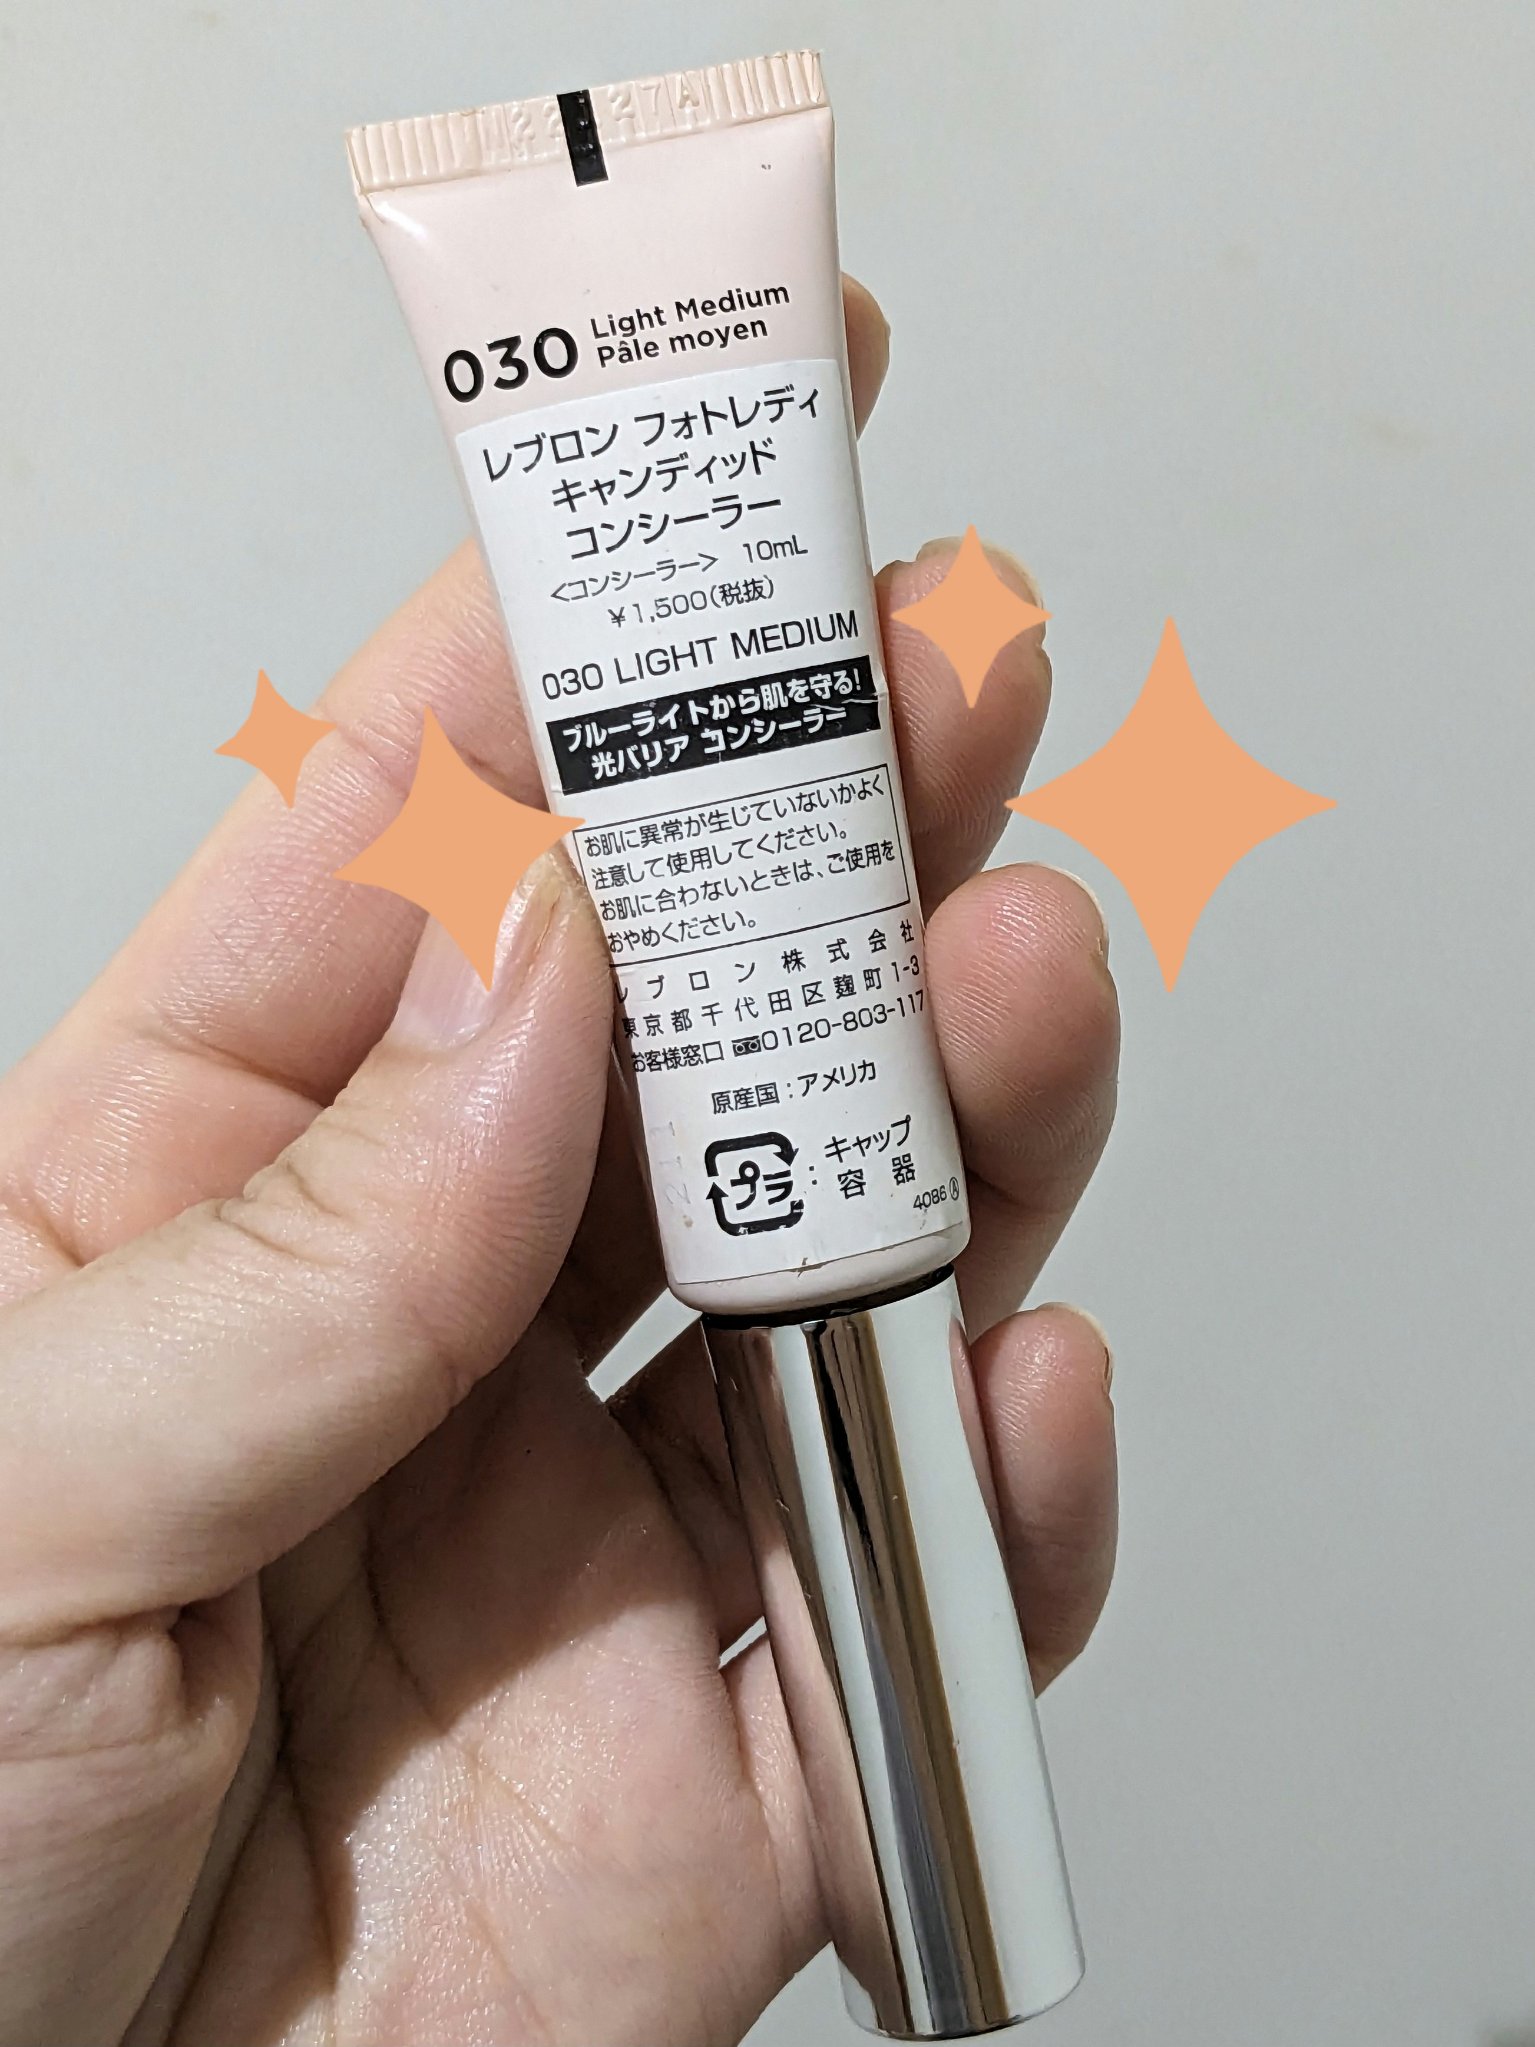 030 Light Medium
Pâle moyen
レブロン フォトレディ
キャンディッド
コンシーラー
<コンシーラー> 10mL
¥1,500(税抜)
030 LIGHT MEDIUM
ブルーライトから肌を守る!
光バリア コンシーラー
お肌に異常が生じていないかよく
注意して使用してください。
お肌に合わないときは、ご使用を
おやめください。
レブロン株式会社
東京都千代田区麹町1-3
お客様窓口 0120-803-117
原産国:アメリカ
プラ : キャップ
容器
4086 Ⓐ